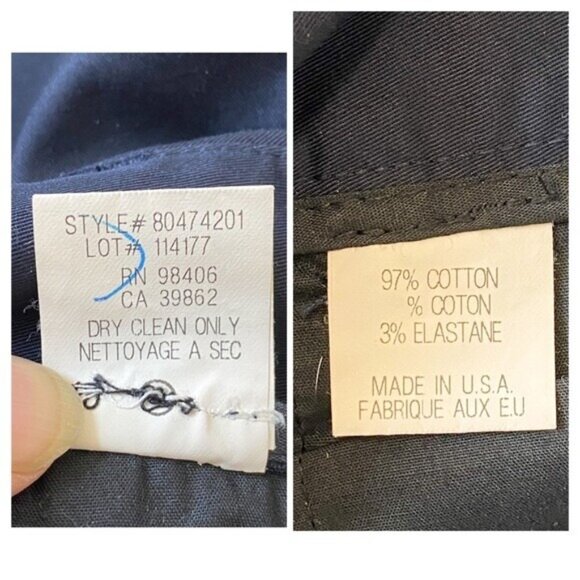 STYLE# 80474201
LOT# 114177
RN 98406
CA 39862
DRY CLEAN ONLY
NETTOYAGE A SEC
97% COTTON
% COTON
3% ELASTANE
MADE IN U.S.A.
FABRIQUE AUX E.U